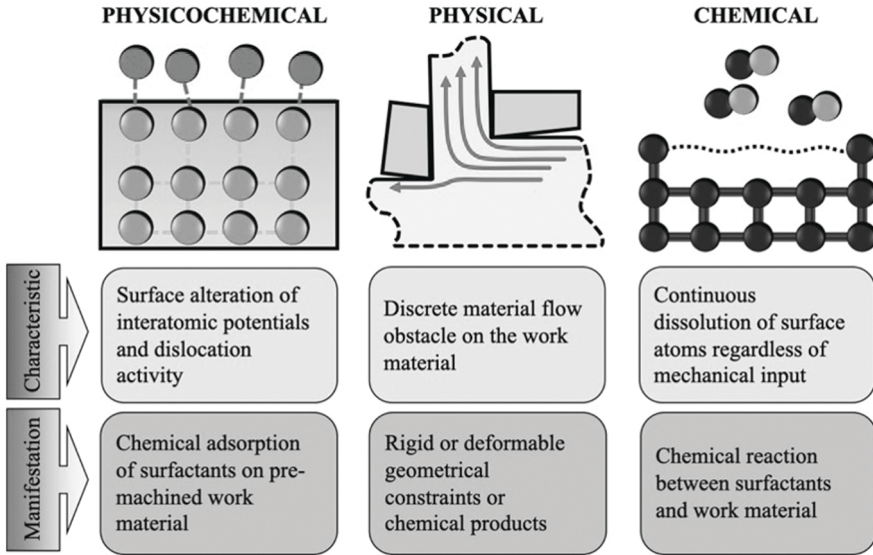 PHYSICOCHEMICAL
PHYSICAL
CHEMICAL
Characteristic
Surface alteration of
interatomic potentials
and dislocation
activity
Discrete material flow
obstacle on the work
material
Continuous
dissolution of surface
atoms regardless of
mechanical input
Manifestation
Chemical adsorption
of surfactants on pre-
machined work
material
Rigid or deformable
geometrical
constraints or
chemical products
Chemical reaction
between surfactants
and work material